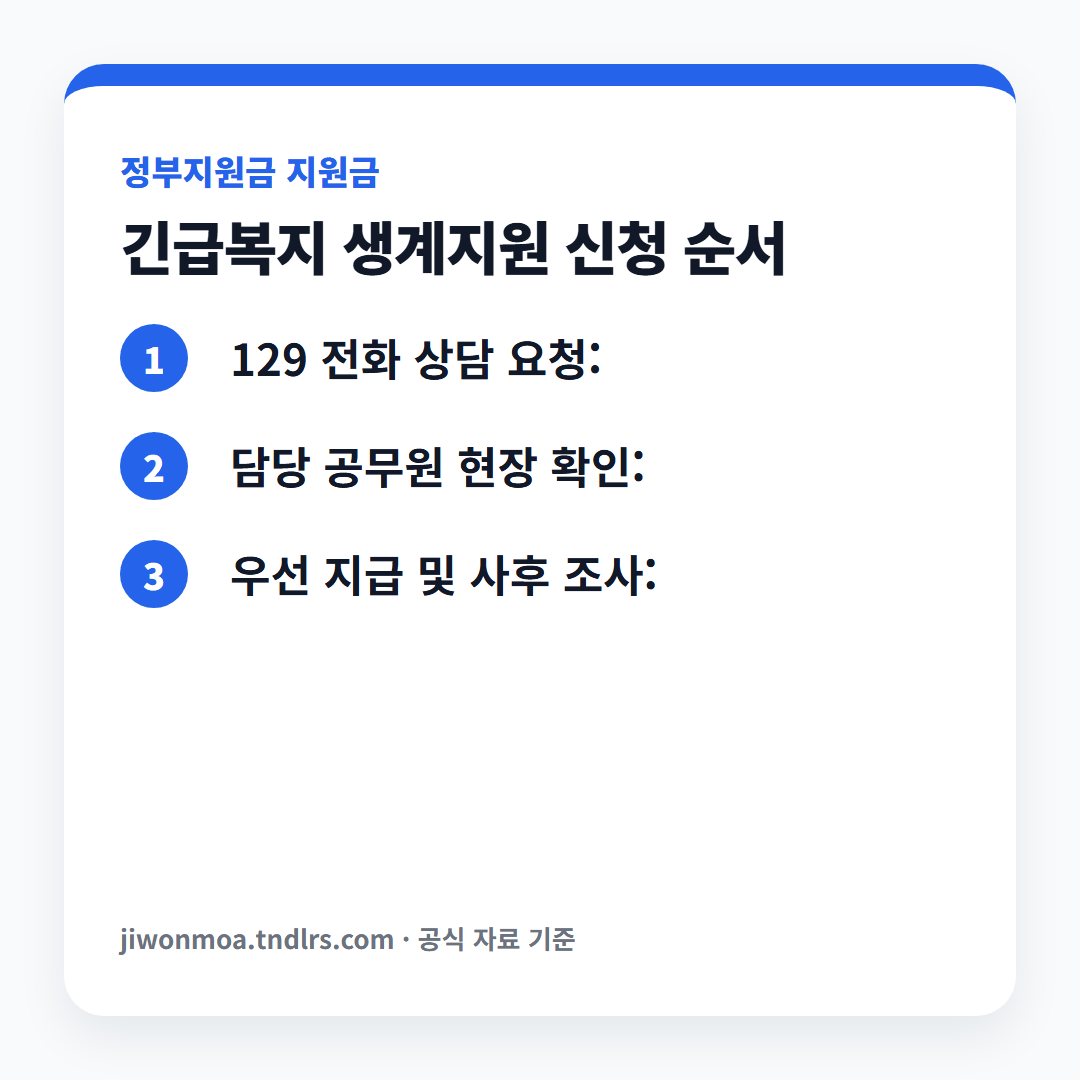 정부지원금 지원금
긴급복지 생계지원 신청 순서
1 129 전화 상담 요청:
2 담당 공무원 현장 확인:
3 우선 지급 및 사후 조사:
jiwonmoa.tndlrs.com · 공식 자료 기준